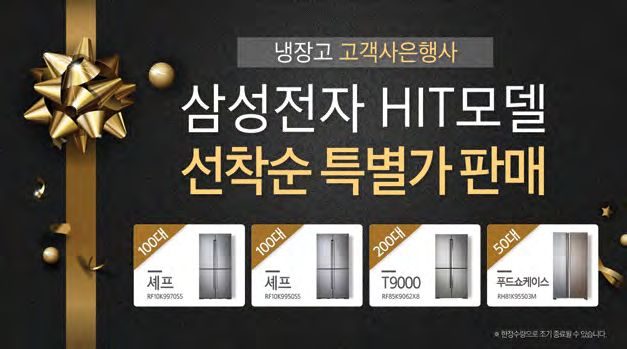 냉장고 고객사은행사
삼성전자 HIT모델
선착순 특별가 판매
100대
셰프
RF10K9970S5
100대
셰프
RF10K9950S5
200대
T9000
RF85K9062X8
50대
푸드쇼케이스
RH81K95S03M
※ 한정수량으로 조기 종료될 수 있습니다.